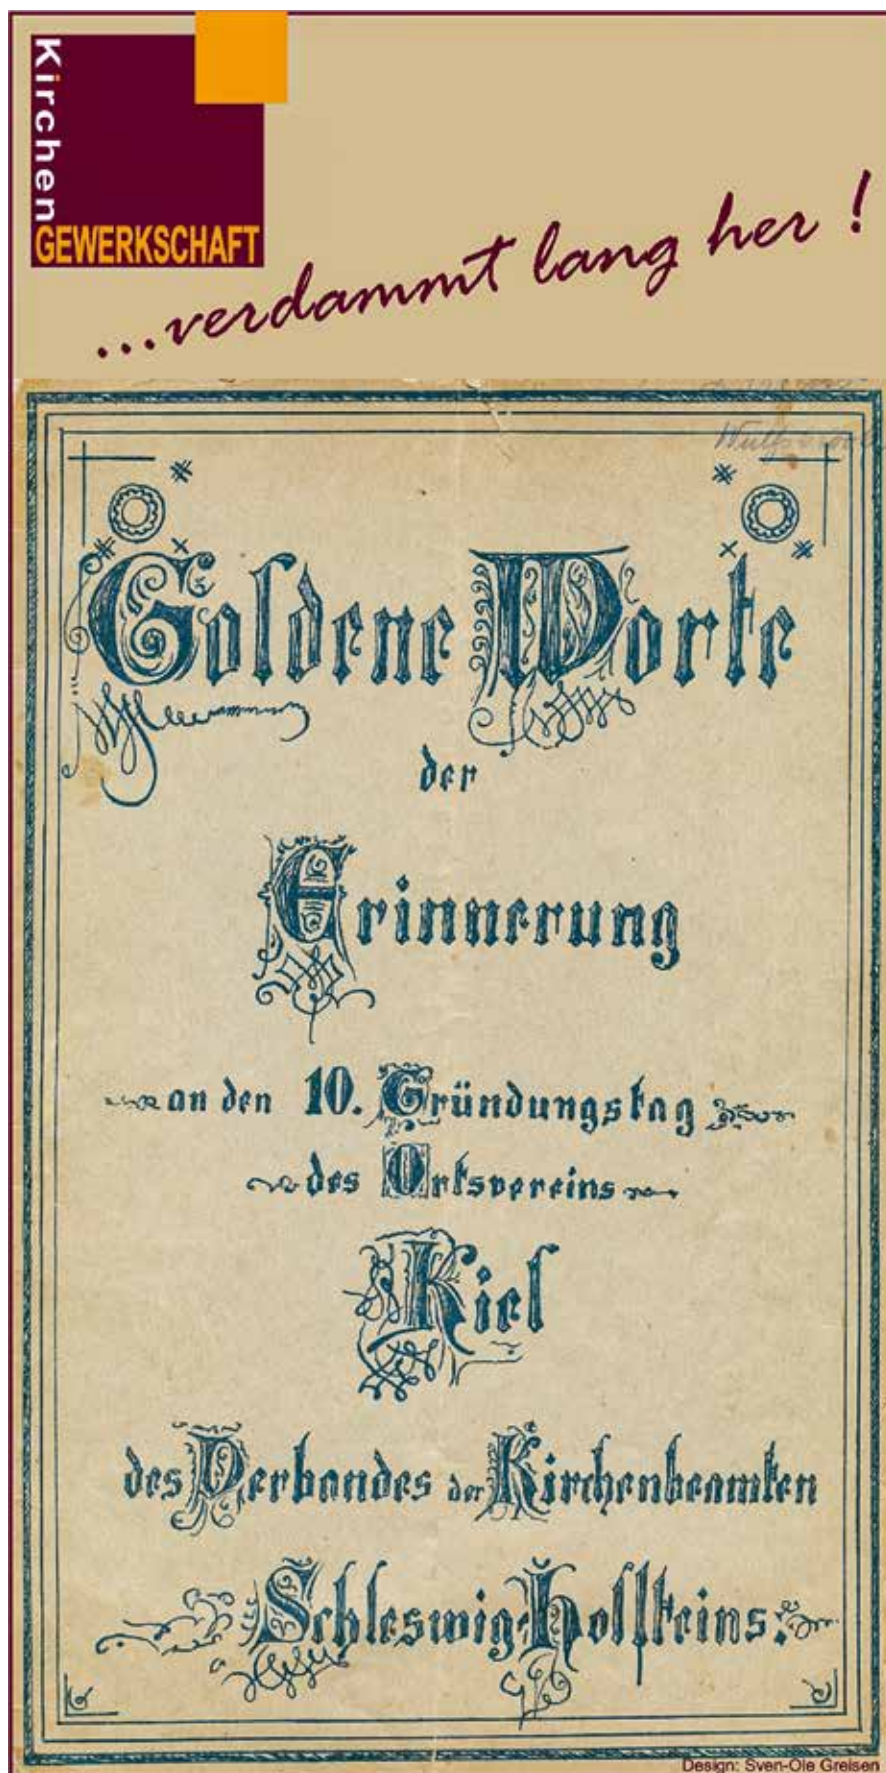 Kirchen
GEWERKSCHAFT
...verdammt lang her !
Goldene Worte
der
Erinnerung
an den 10. Gründungstag
des Ortsvereins
Kiel
des Verbandes der Kirchenbeamten
Schleswig-Holsteins.
Design: Sven-Ole Greisen